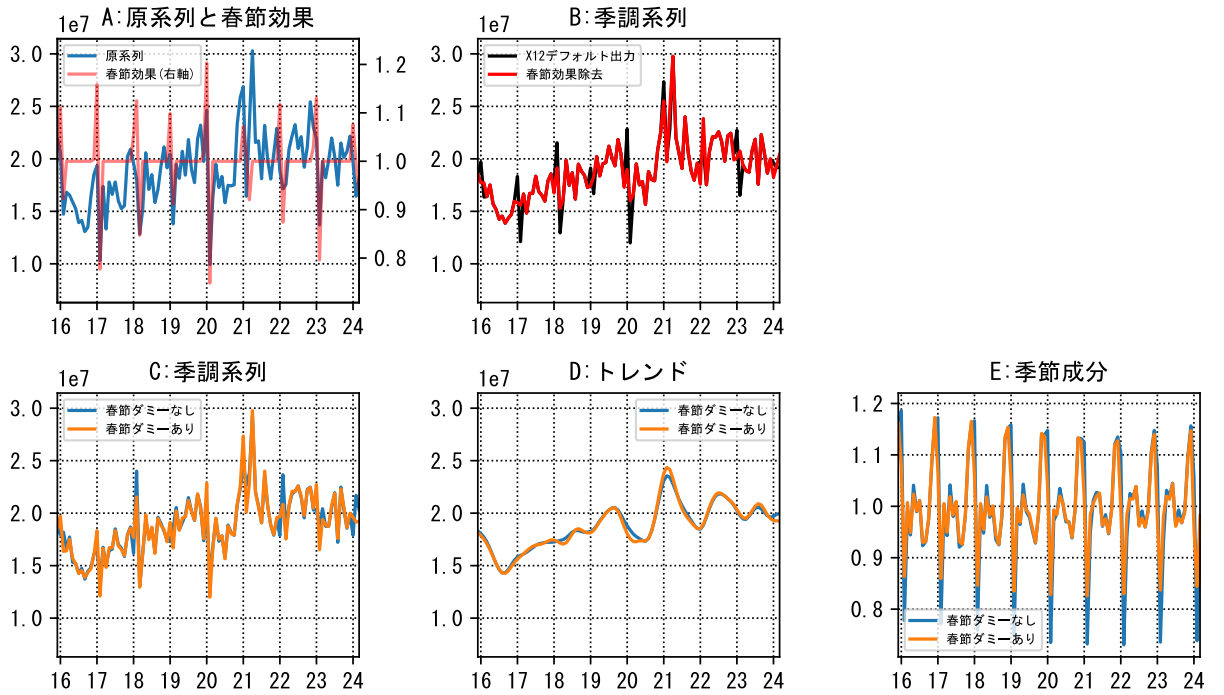 A:原系列と春節効果
1e7
原系列
春節効果(右軸)
3.0
2.5
2.0
1.5
1.0
1.2
1.1
1.0
0.9
0.8
16 17 18 19 20 21 22 23 24
B:季調系列
1e7
X12デフォルト出力
春節効果除去
3.0
2.5
2.0
1.5
1.0
16 17 18 19 20 21 22 23 24
C:季調系列
1e7
春節ダミーなし
春節ダミーあり
3.0
2.5
2.0
1.5
1.0
16 17 18 19 20 21 22 23 24
D:トレンド
1e7
春節ダミーなし
春節ダミーあり
3.0
2.5
2.0
1.5
1.0
16 17 18 19 20 21 22 23 24
E:季節成分
1.2
1.1
1.0
0.9
0.8
春節ダミーなし
春節ダミーあり
16 17 18 19 20 21 22 23 24